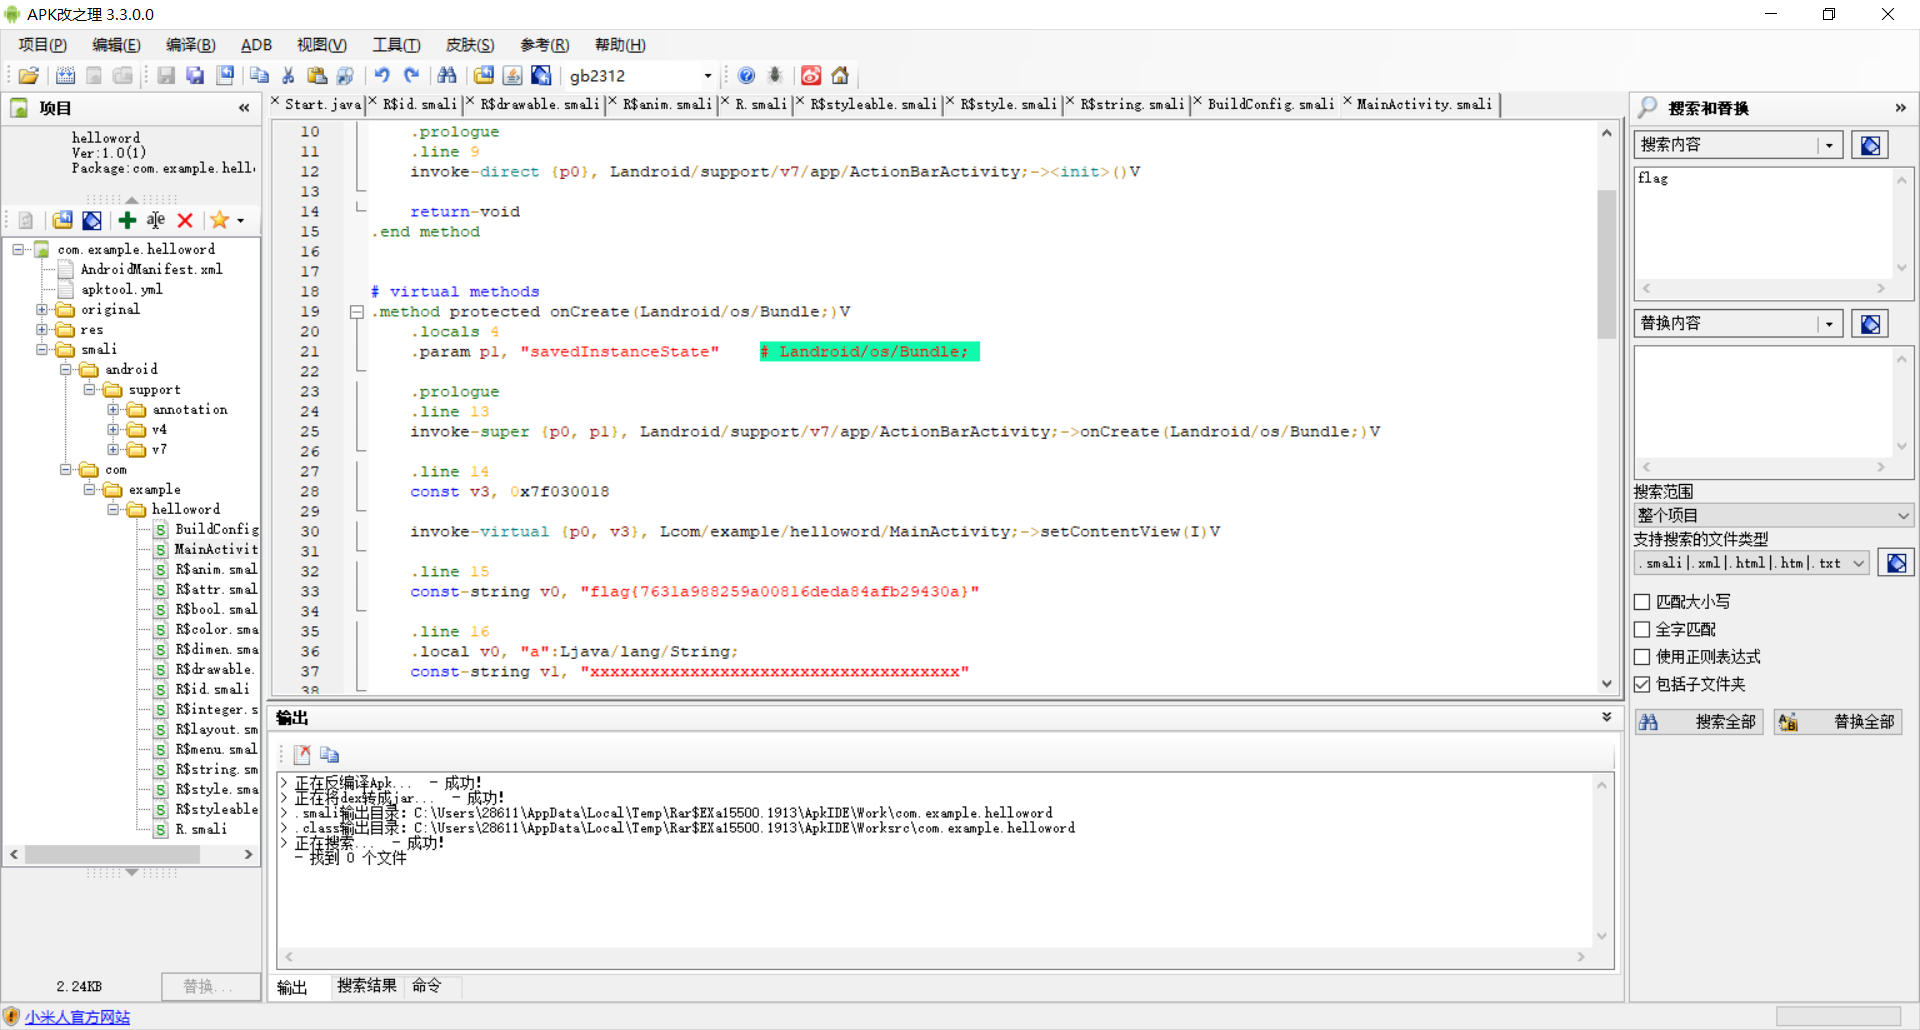 APK改之理 3.3.0.0
项目(P) 编辑(E) 编译(B) ADB 视图(V) 工具(T) 皮肤(S) 参考(R) 帮助(H)
gb2312
项目
helloword
Ver:1.0(1)
Package:com.example.hell
com.example.helloword
AndroidManifest.xml
apktool.yml
original
res
smali
android
support
annotation
v4
v7
com
example
helloword
BuildConfig
MainActivit
R$anim.smal
R$attr.smal
R$bool.smal
R$color.sma
R$dimen.sma
R$drawable.
R$id.smali
R$integer.s
R$layout.sm
R$menu.smal
R$string.sm
R$style.sma
R$styleable
R.smali
2.24KB
替换...
小米人官方网站
Start.java R$id.smali R$drawable.smali R$anim.smali R.smali R$styleable.smali R$style.smali R$string.smali BuildConfig.smali MainActivity.smali
10 .prologue
11 .line 9
12 invoke-direct {p0}, Landroid/support/v7/app/ActionBarActivity;-><init>()V
13
14 return-void
15 .end method
16
17
18 # virtual methods
19 .method protected onCreate(Landroid/os/Bundle;)V
20 .locals 4
21 .param p1, "savedInstanceState" # Landroid/os/Bundle;
22
23 .prologue
24 .line 13
25 invoke-super {p0, p1}, Landroid/support/v7/app/ActionBarActivity;->onCreate(Landroid/os/Bundle;)V
26
27 .line 14
28 const v3, 0x7f030018
29
30 invoke-virtual {p0, v3}, Lcom/example/helloword/MainActivity;->setContentView(I)V
31
32 .line 15
33 const-string v0, "flag{7631a988259a00816deda84afb29430a}"
34
35 .line 16
36 .local v0, "a":Ljava/lang/String;
37 const-string v1, "xxxxxxxxxxxxxxxxxxxxxxxxxxxxxxxxxxxxxx"
38
输出
> 正在反编译Apk... - 成功!
> 正在将dex转成jar... - 成功!
> .smali输出目录: C:\Users\28611\AppData\Local\Temp\Rar$EXa15500.1913\ApkIDE\Work\com.example.helloword
> .class输出目录: C:\Users\28611\AppData\Local\Temp\Rar$EXa15500.1913\ApkIDE\Worksrc\com.example.helloword
> 正在搜索... - 成功!
- 找到 0 个文件
输出 搜索结果 命令
搜索和替换
搜索内容
flag
替换内容
搜索范围
整个项目
支持搜索的文件类型
.smali|.xml|.html|.htm|.txt
匹配大小写
全字匹配
使用正则表达式
包括子文件夹
搜索全部 替换全部